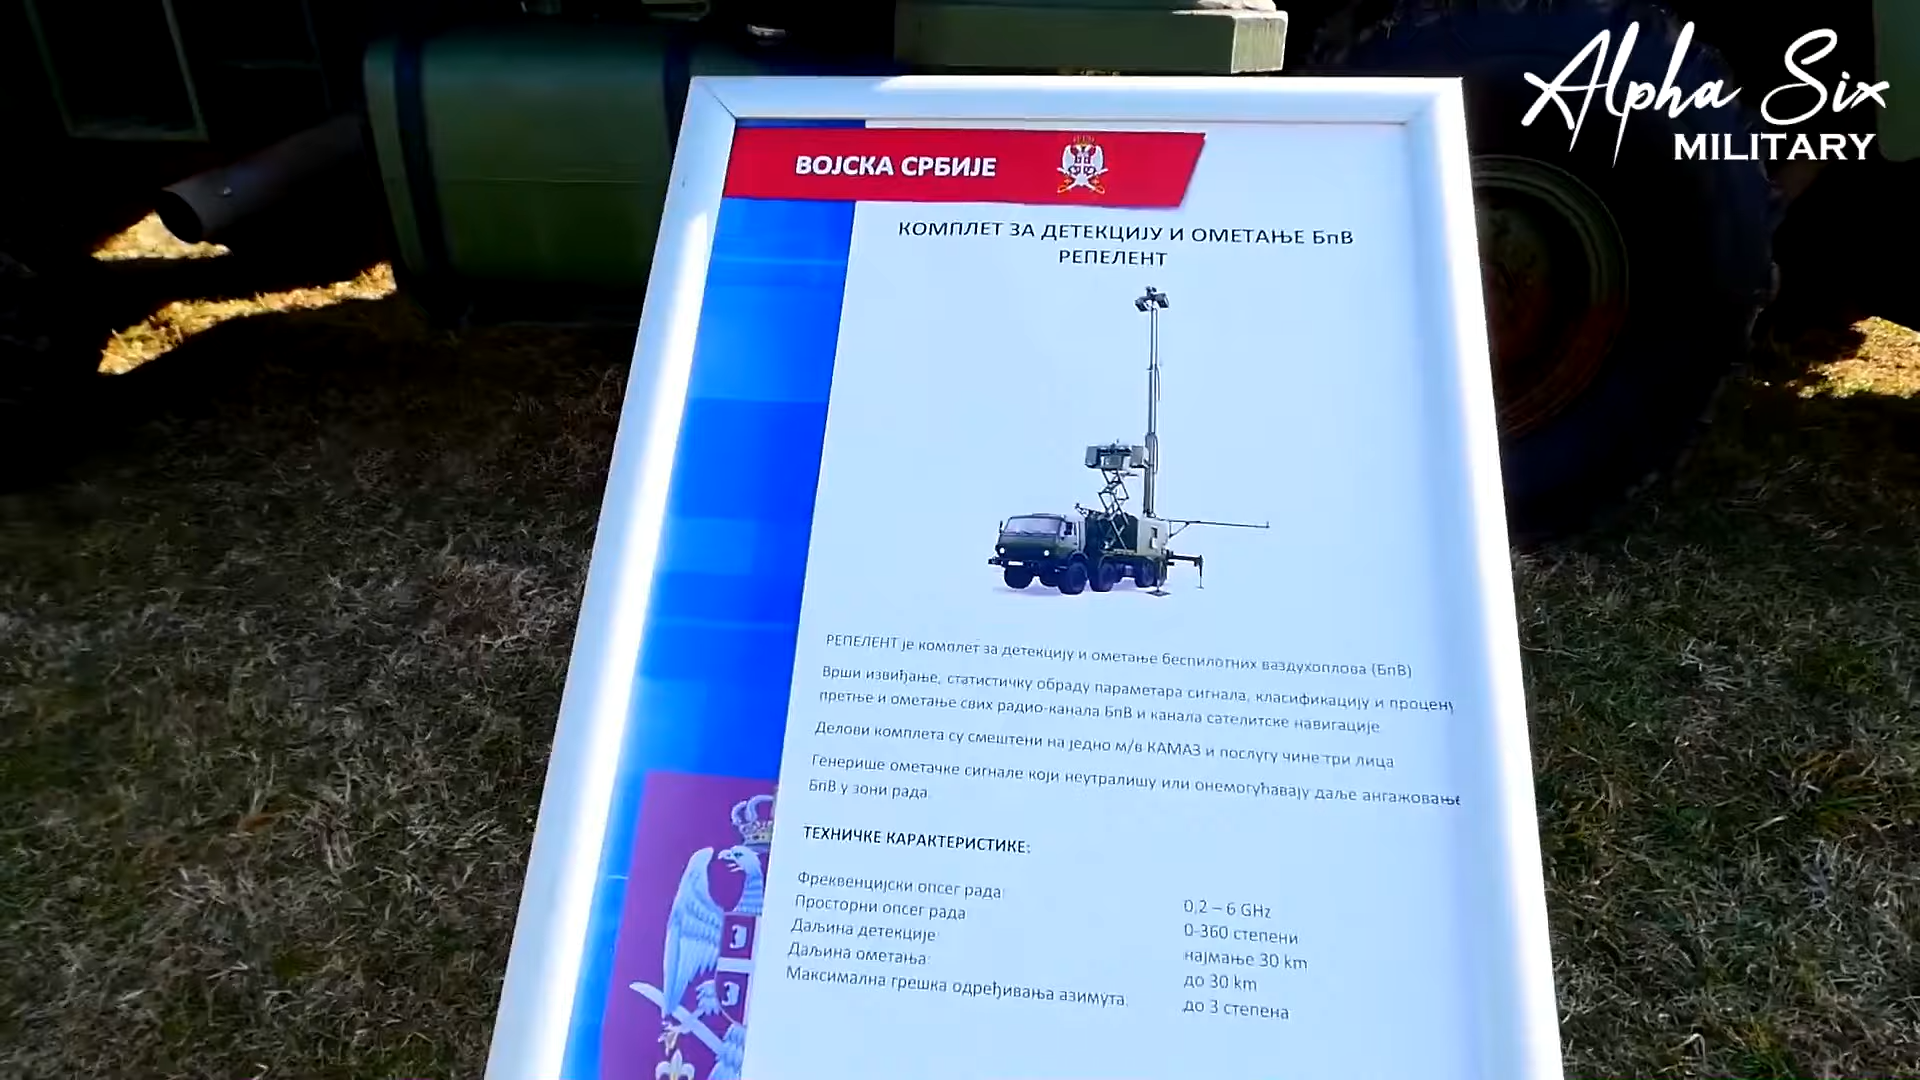 Alpha Six
MILITARY
ВОЈСКА СРБИЈЕ
КОМПЛЕТ ЗА ДЕТЕКЦИЈУ И ОМЕТАЊЕ БпВ
РЕПЕЛЕНТ
РЕПЕЛЕНТ је комплет за детекцију и ометање беспилотних ваздухоплова (БпВ)
Врши извиђање, статистичку обраду параметара сигнала, класификацију и процену
претње и ометање свих радио-канала БпВ и канала сателитске навигације.
Делови комплета су смештени на једно м/в КАМАЗ и послугу чине три лица
Генерише ометачке сигнале који неутралишу или онемогућавају даље ангажовање
БпВ у зони рада.
ТЕХНИЧКЕ КАРАКТЕРИСТИКЕ:
Фреквенцијски опсег рада: 0,2 – 6 GHz
Просторни опсег рада 0-360 степени
Даљина детекције: најмање 30 km
Даљина ометања: до 30 km
Максимална грешка одређивања азимута: до 3 степена